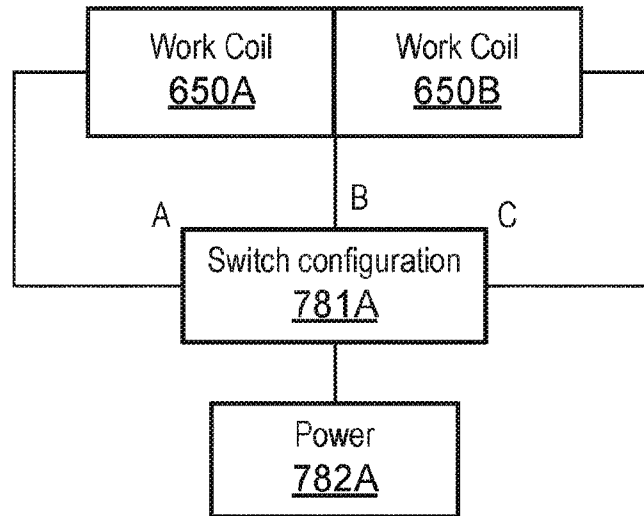 Work Coil
650A
Work Coil
650B
A
B
C
Switch configuration
781A
Power
782A